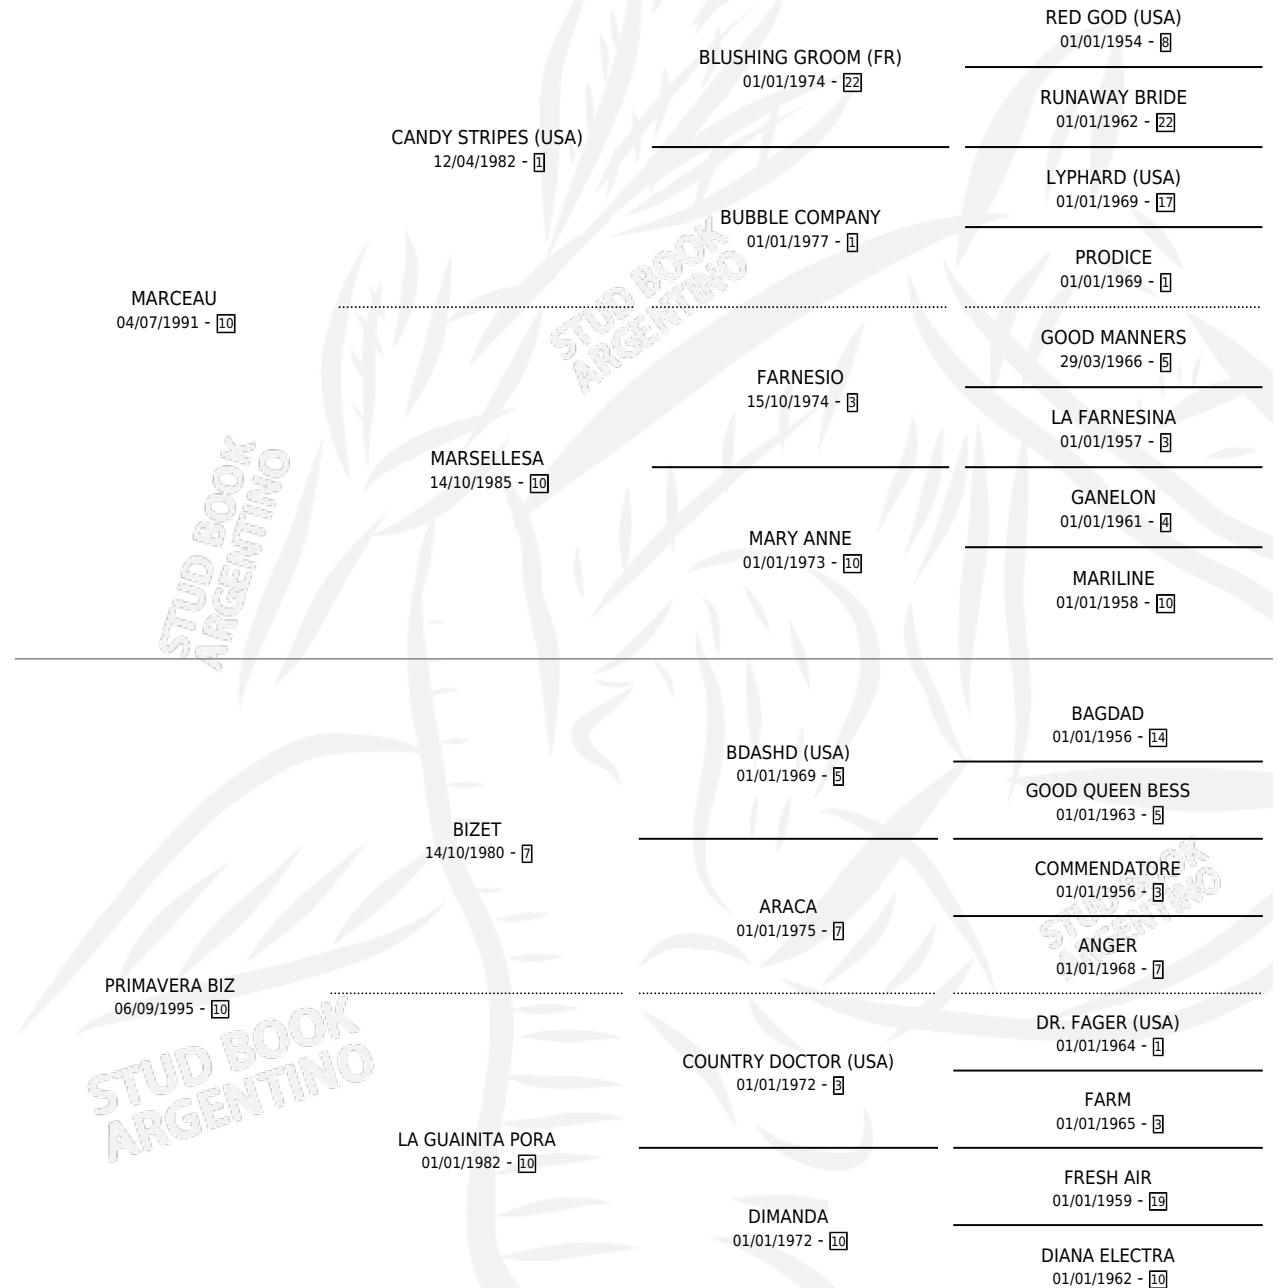 RED GOD (USA)
01/01/1954 - 8
BLUSHING GROOM (FR)
01/01/1974 - 22
RUNAWAY BRIDE
01/01/1962 - 22
CANDY STRIPES (USA)
12/04/1982 - 1
LYPHARD (USA)
01/01/1969 - 17
BUBBLE COMPANY
01/01/1977 - 1
PRODICE
01/01/1969 - 1
MARCEAU
04/07/1991 - 10
STUD BOOK
ARGENTINO
GOOD MANNERS
29/03/1966 - 5
FARNESIO
15/10/1974 - 3
LA FARNESINA
01/01/1957 - 3
MARSELLESA
14/10/1985 - 10
GANELON
01/01/1961 - 4
MARY ANNE
01/01/1973 - 10
MARILINE
01/01/1958 - 10
STUD BOOK
ARGENTINO
BAGDAD
01/01/1956 - 14
BDASHD (USA)
01/01/1969 - 5
GOOD QUEEN BESS
01/01/1963 - 5
BIZET
14/10/1980 - 7
COMMENDATORE
01/01/1956 - 3
ARACA
01/01/1975 - 7
STUD BOOK
ARGENTINO
ANGER
01/01/1968 - 7
PRIMAVERA BIZ
06/09/1995 - 10
STUD BOOK
ARGENTINO
DR. FAGER (USA)
01/01/1964 - 1
COUNTRY DOCTOR (USA)
01/01/1972 - 3
FARM
01/01/1965 - 3
LA GUAINITA PORA
01/01/1982 - 10
FRESH AIR
01/01/1959 - 19
DIMANDA
01/01/1972 - 10
DIANA ELECTRA
01/01/1962 - 10